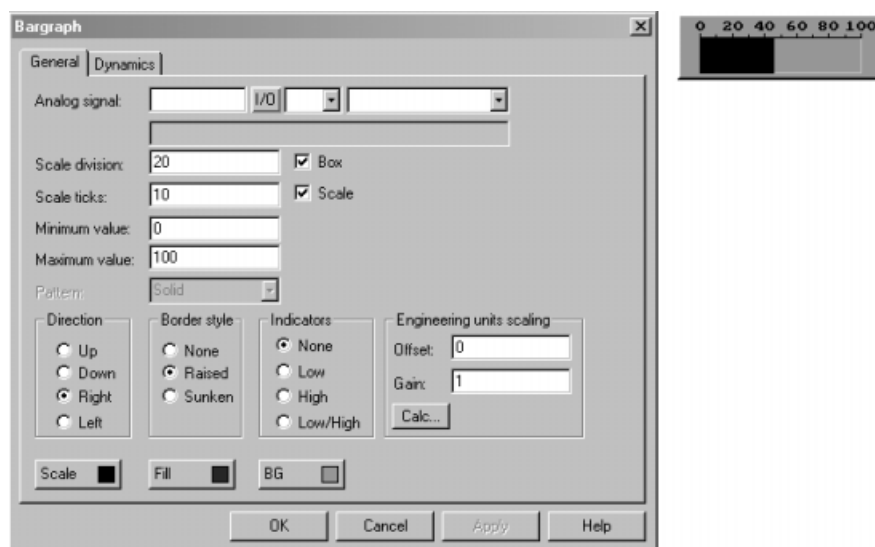 Bargraph
General Dynamics
Analog signal: I/O
Scale division: 20 Box
Scale ticks: 10 Scale
Minimum value: 0
Maximum value: 100
Pattern: Solid
Direction
Up
Down
Right
Left
Border style
None
Raised
Sunken
Indicators
None
Low
High
Low/High
Engineering units scaling
Offset: 0
Gain: 1
Calc...
Scale Fill BG
OK Cancel Apply Help
0 20 40 60 80 100